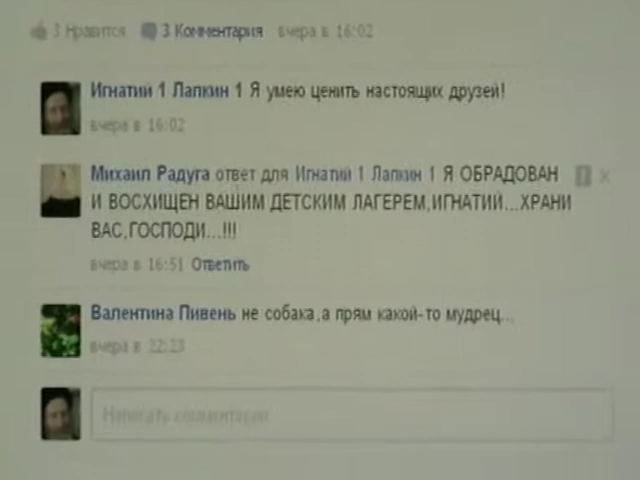 3 Нравится 3 Комментария вчера в 16:02
Игнатий 1 Лапкин 1 Я умею ценить настоящих друзей!
вчера в 16:02
Михаил Радуга ответ для Игнатий 1 Лапкин 1 Я ОБРАДОВАН
И ВОСХИЩЕН ВАШИМ ДЕТСКИМ ЛАГЕРЕМ,ИГНАТИЙ...ХРАНИ
ВАС,ГОСПОДИ...!!!
вчера в 16:51 Ответить
Валентина Пивень не собака,а прям какой-то мудрец...
вчера в 22:23
Написать комментарий